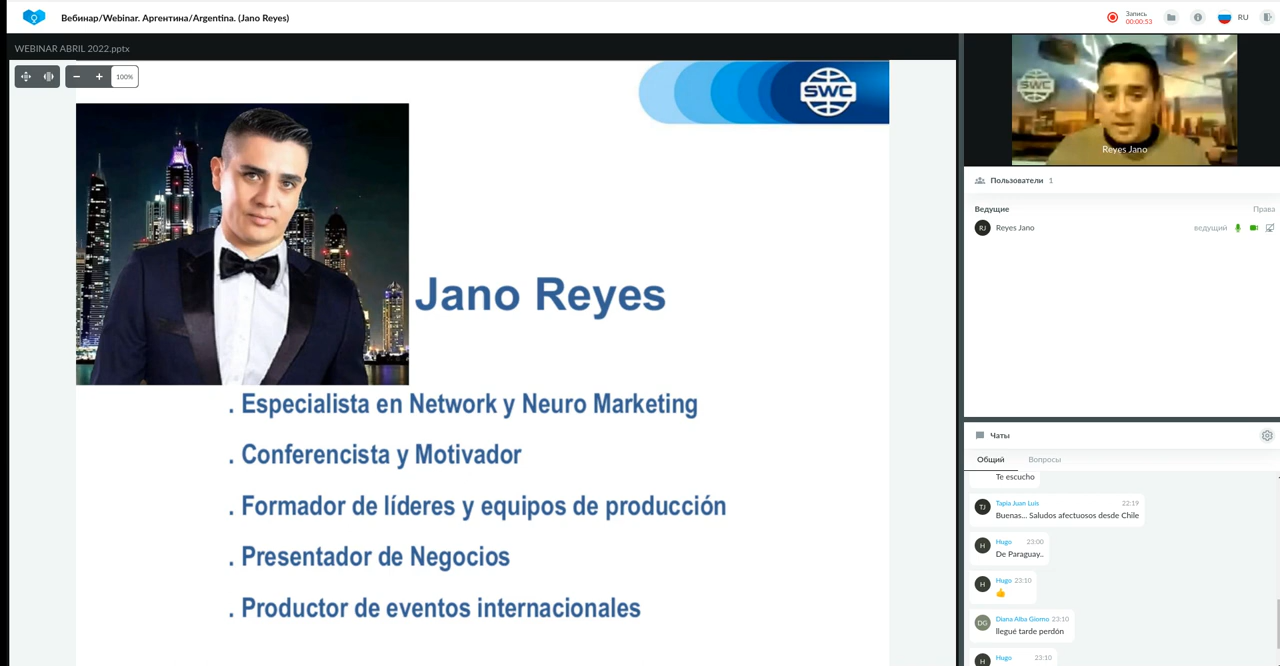 Вебинар/Webinar. Аргентина/Argentina. (Jano Reyes)
Запись
00:00:53
RU
WEBINAR ABRIL 2022.pptx
100%
SWC
Jano Reyes
. Especialista en Network y Neuro Marketing
. Conferencista y Motivador
. Formador de líderes y equipos de producción
. Presentador de Negocios
. Productor de eventos internacionales
SWC
Reyes Jano
Пользователи 1
Ведущие Права
RJ Reyes Jano ведущий
Чаты
Общий Вопросы
Te escucho
TJ Tapia Juan Luis 22:19
Buenas... Saludos afectuosos desde Chile
H Hugo 23:00
De Paraguay..
H Hugo 23:10
👍
DG Diana Alba Giorno 23:10
llegué tarde perdón
H Hugo 23:10